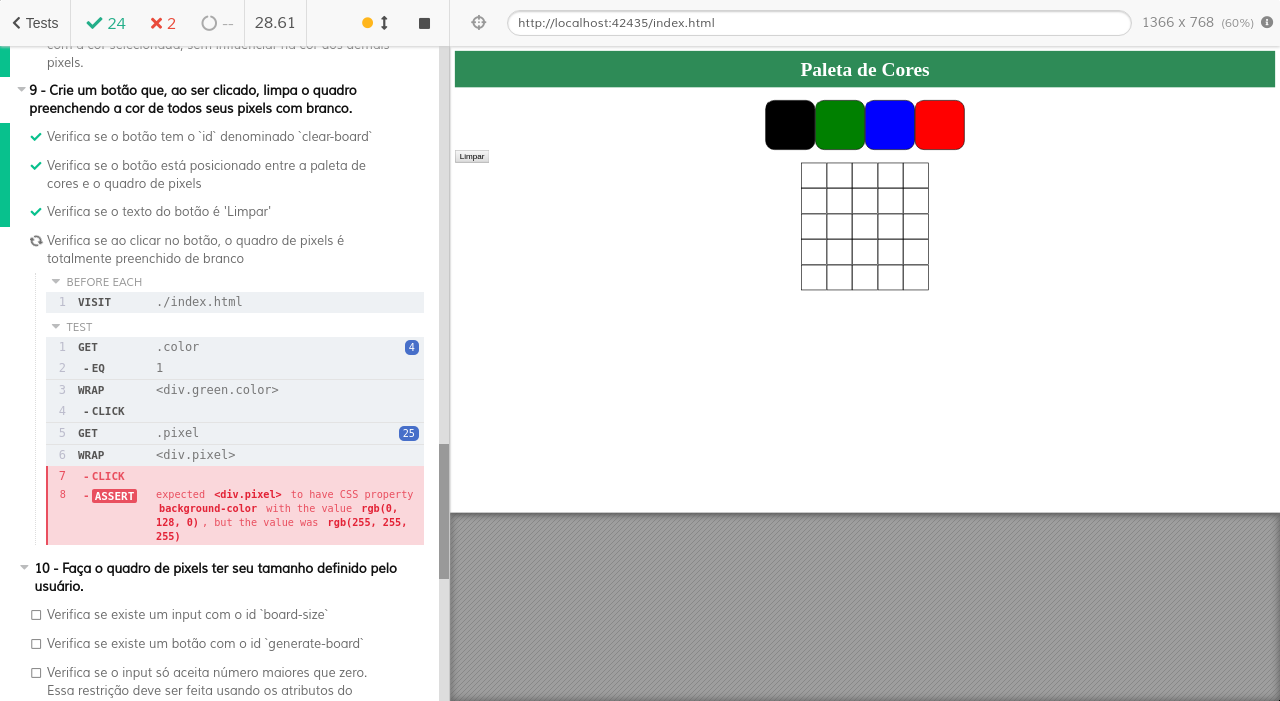 Tests
24
2
--
28.61
http://localhost:42435/index.html
1366 x 768 (60%)
com a cor selecionada, sem influenciar na cor dos demais
pixels.
9 - Crie um botão que, ao ser clicado, limpa o quadro
preenchendo a cor de todos seus pixels com branco.
Verifica se o botão tem o `id` denominado `clear-board`
Verifica se o botão está posicionado entre a paleta de
cores e o quadro de pixels
Verifica se o texto do botão é 'Limpar'
Verifica se ao clicar no botão, o quadro de pixels é
totalmente preenchido de branco
BEFORE EACH
1 VISIT ./index.html
TEST
1 GET .color 4
2 - EQ 1
3 WRAP <div.green.color>
4 - CLICK
5 GET .pixel 25
6 WRAP <div.pixel>
7 - CLICK
8 - ASSERT expected <div.pixel> to have CSS property
background-color with the value rgb(0,
128, 0), but the value was rgb(255, 255,
255)
10 - Faça o quadro de pixels ter seu tamanho definido pelo
usuário.
Verifica se existe um input com o id `board-size`
Verifica se existe um botão com o id `generate-board`
Verifica se o input só aceita número maiores que zero.
Essa restrição deve ser feita usando os atributos do
Paleta de Cores
Limpar